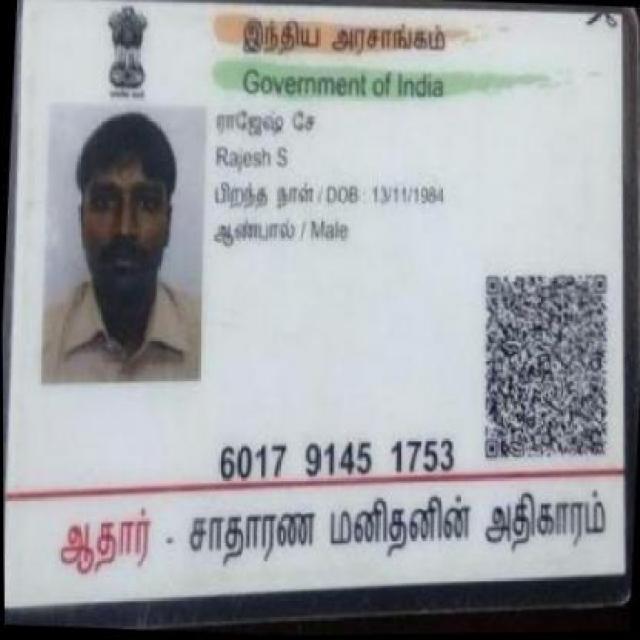 இந்திய அரசாங்கம்
Government of India
ராஜேஷ் சே
Rajesh S
பிறந்த நாள் / DOB : 13/11/1984
ஆண்பால் / Male
6017 9145 1753
ஆதார் - சாதாரண மனிதனின் அதிகாரம்